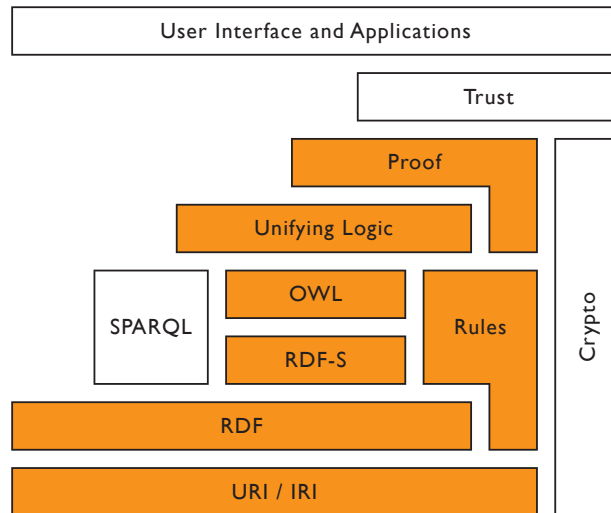 User Interface and Applications
Trust
Proof
Unifying Logic
SPARQL
OWL
RDF-S
Rules
Crypto
RDF
URI / IRI